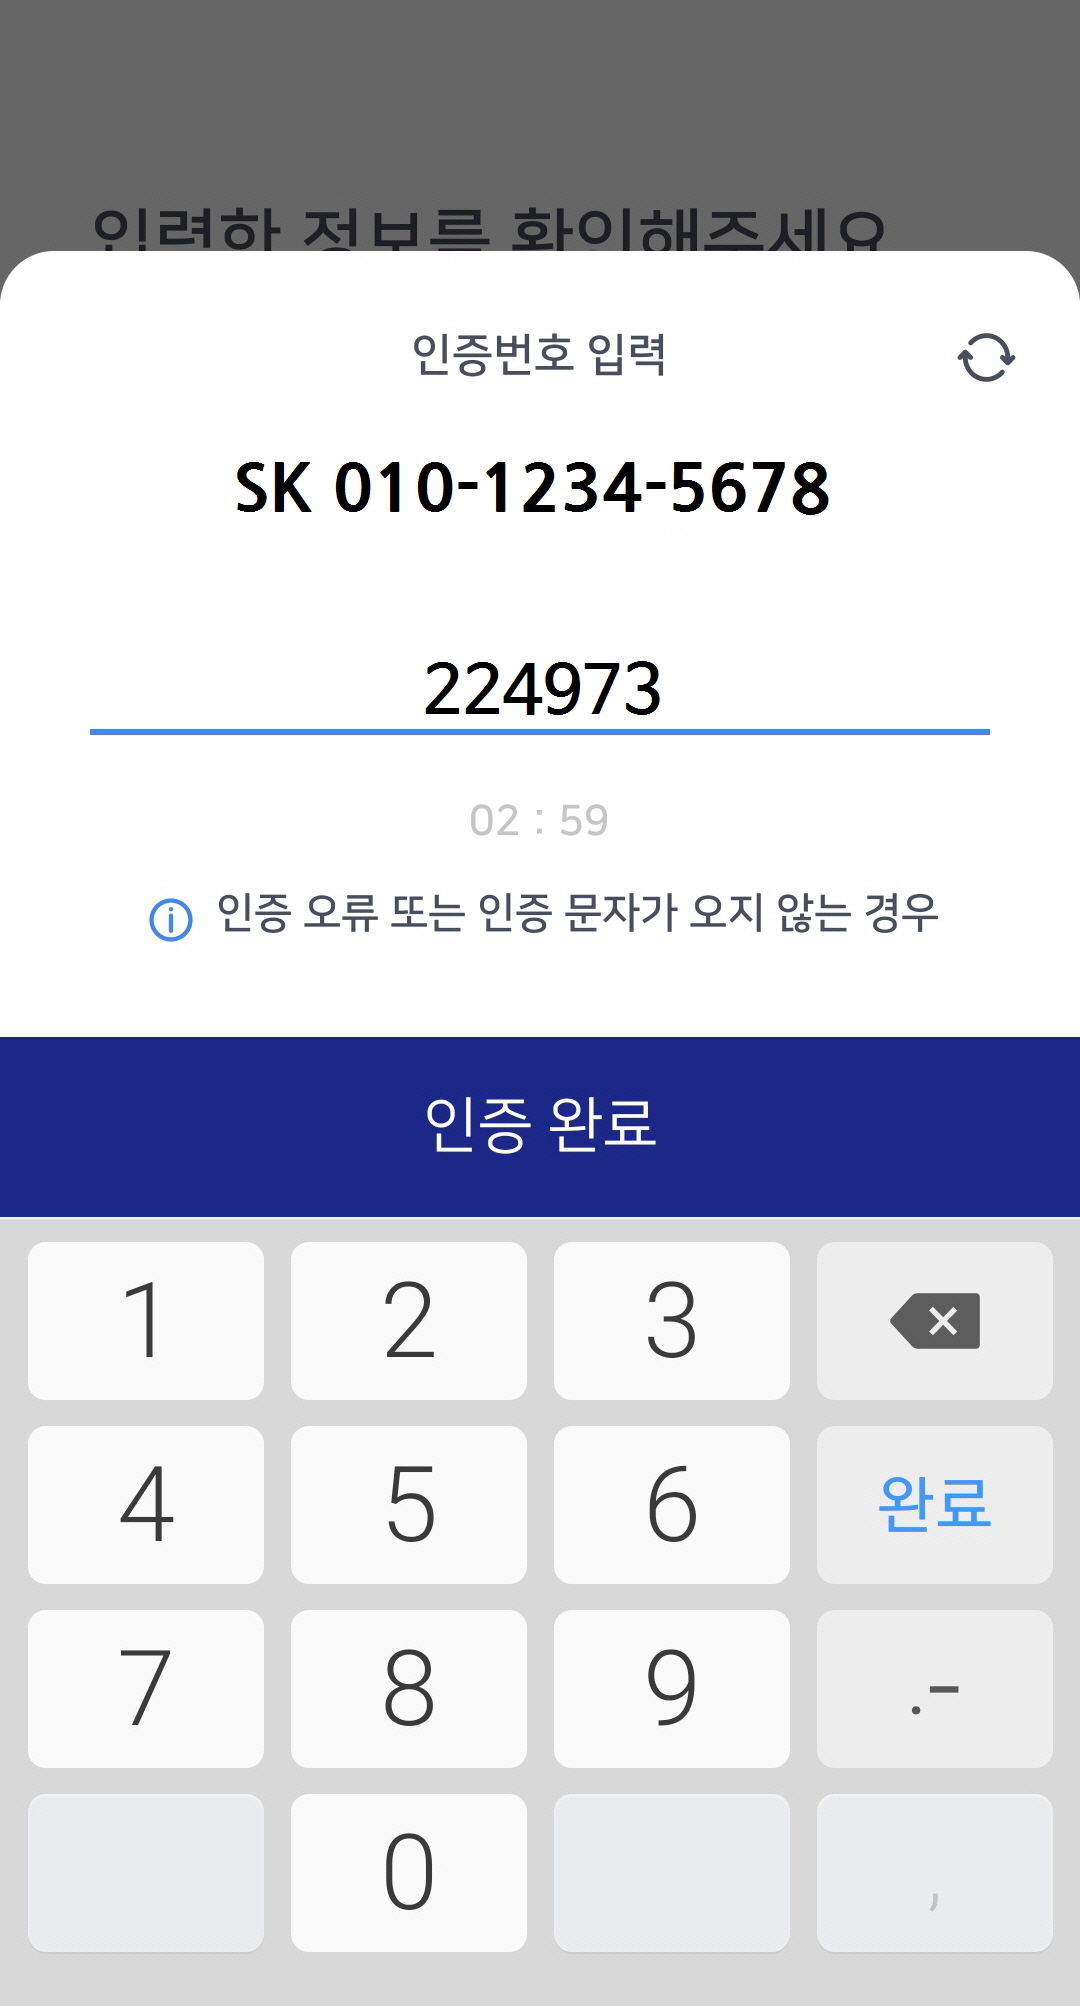 입력한 정보를 확인해주세요
인증번호 입력
SK 010-1234-5678
224973
02 : 59
인증 오류 또는 인증 문자가 오지 않는 경우
인증 완료
1 2 3
4 5 6 완료
7 8 9 .-
0 ,